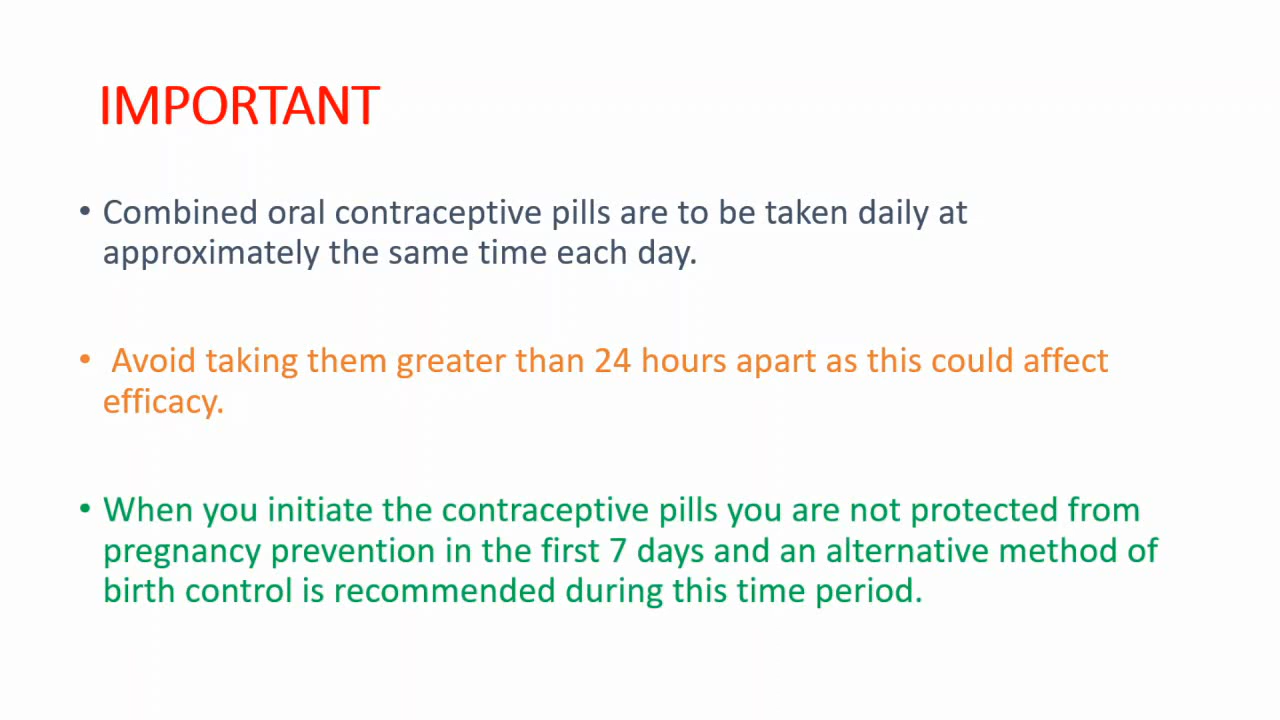 IMPORTANT
• Combined oral contraceptive pills are to be taken daily at
approximately the same time each day.
• Avoid taking them greater than 24 hours apart as this could affect
efficacy.
• When you initiate the contraceptive pills you are not protected from
pregnancy prevention in the first 7 days and an alternative method of
birth control is recommended during this time period.